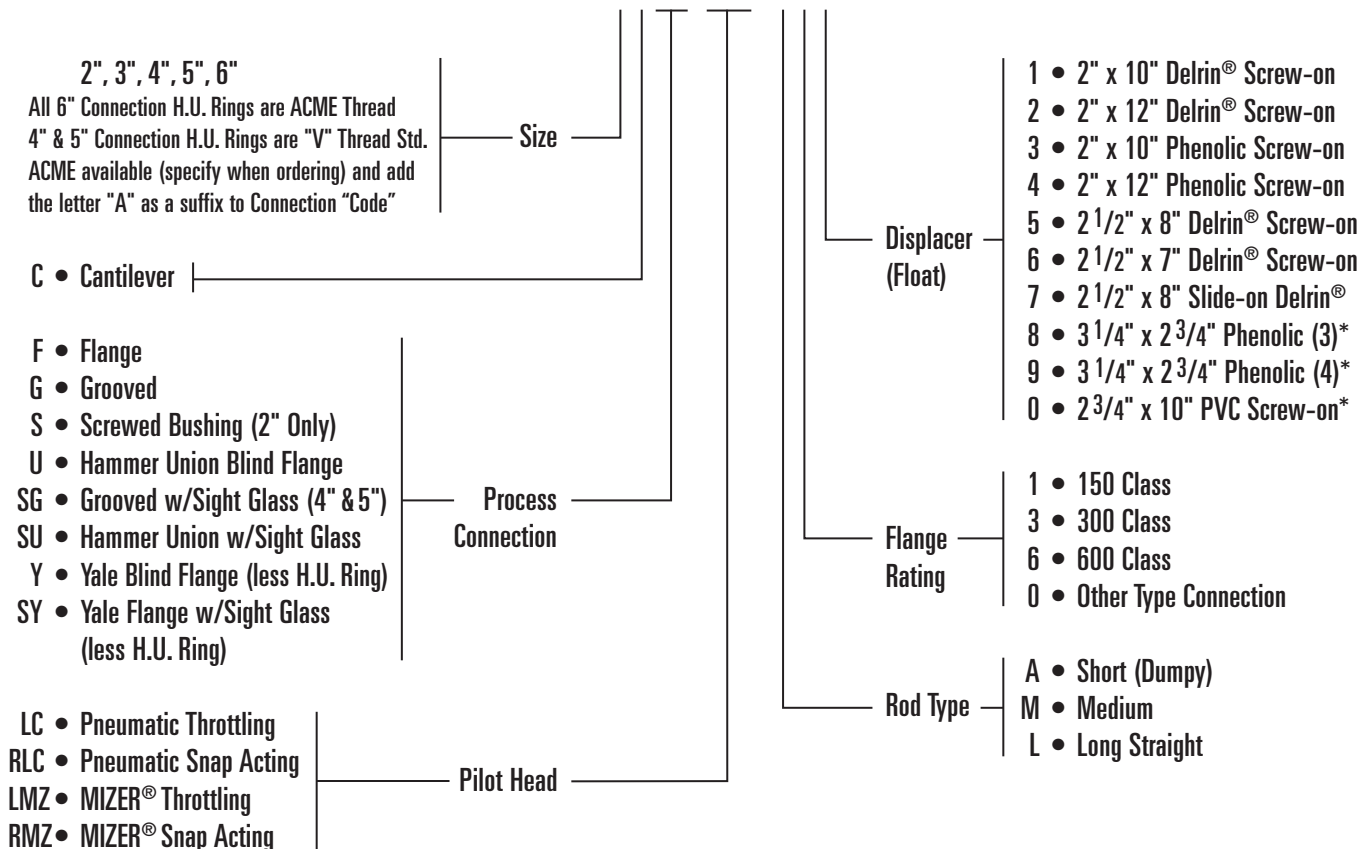 2", 3", 4", 5", 6"
All 6" Connection H.U. Rings are ACME Thread
4" & 5" Connection H.U. Rings are "V" Thread Std.
ACME available (specify when ordering) and add
the letter "A" as a suffix to Connection “Code”
Size
C • Cantilever
F • Flange
G • Grooved
S • Screwed Bushing (2" Only)
U • Hammer Union Blind Flange
SG • Grooved w/Sight Glass (4" & 5")
SU • Hammer Union w/Sight Glass
Y • Yale Blind Flange (less H.U. Ring)
SY • Yale Flange w/Sight Glass
(less H.U. Ring)
Process
Connection
LC • Pneumatic Throttling
RLC • Pneumatic Snap Acting
LMZ • MIZER® Throttling
RMZ • MIZER® Snap Acting
Pilot Head
1 • 2" x 10" Delrin® Screw-on
2 • 2" x 12" Delrin® Screw-on
3 • 2" x 10" Phenolic Screw-on
4 • 2" x 12" Phenolic Screw-on
5 • 2 1/2" x 8" Delrin® Screw-on
6 • 2 1/2" x 7" Delrin® Screw-on
7 • 2 1/2" x 8" Slide-on Delrin®
8 • 3 1/4" x 2 3/4" Phenolic (3)*
9 • 3 1/4" x 2 3/4" Phenolic (4)*
0 • 2 3/4" x 10" PVC Screw-on*
Displacer
(Float)
1 • 150 Class
3 • 300 Class
6 • 600 Class
0 • Other Type Connection
Flange
Rating
A • Short (Dumpy)
M • Medium
L • Long Straight
Rod Type